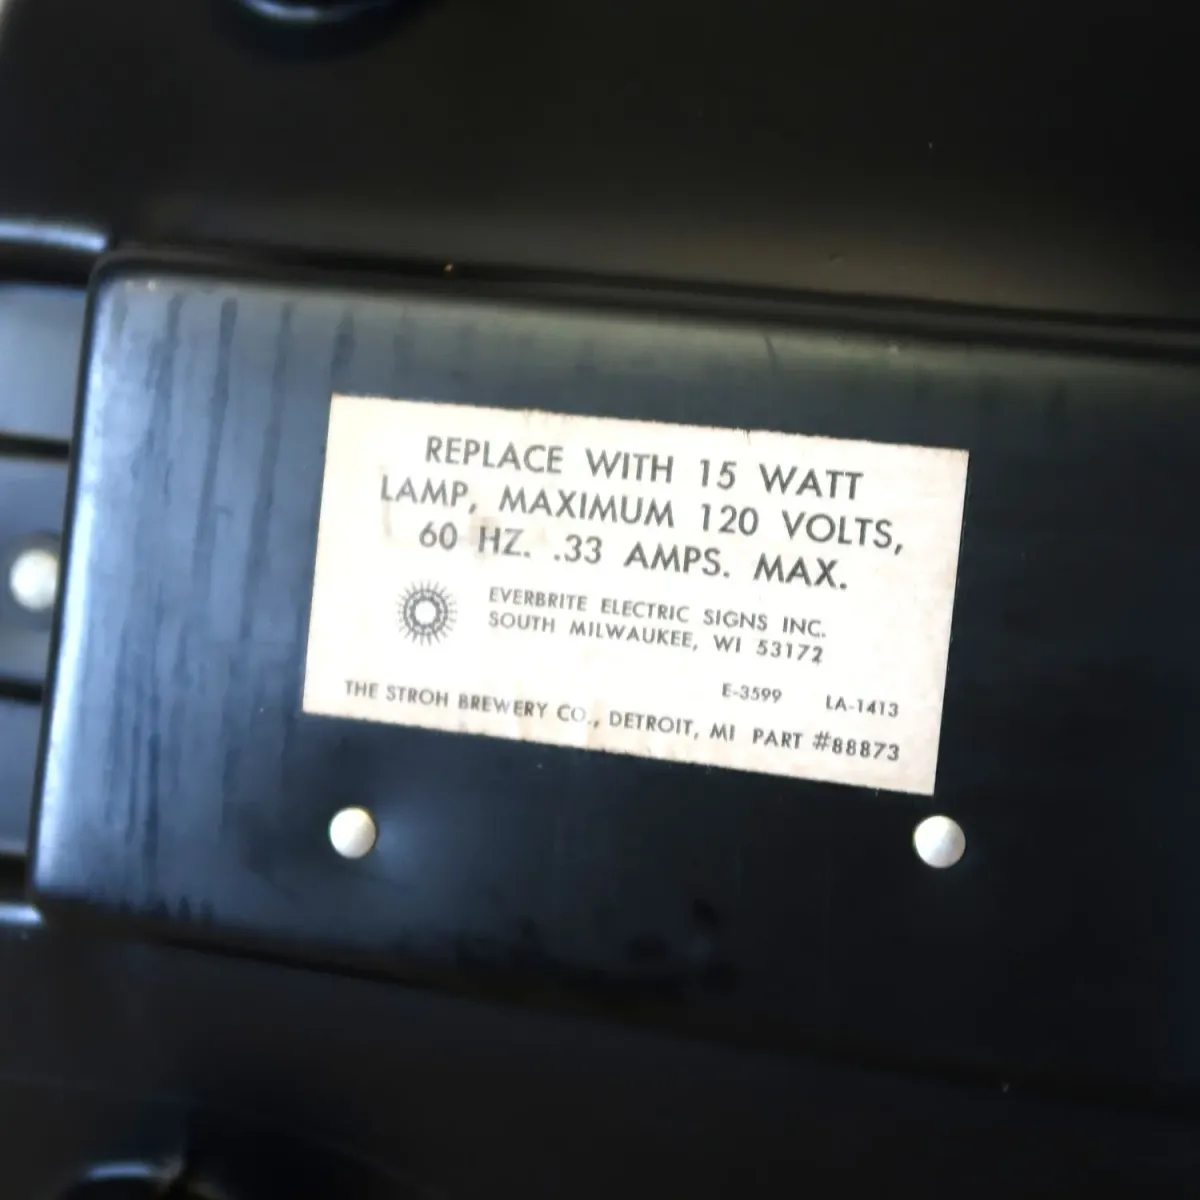 REPLACE WITH 15 WATT
LAMP, MAXIMUM 120 VOLTS,
60 HZ. .33 AMPS. MAX.
EVERBRITE ELECTRIC SIGNS INC.
SOUTH MILWAUKEE, WI 53172
E-3599 LA-1413
THE STROH BREWERY CO., DETROIT, MI PART #88873